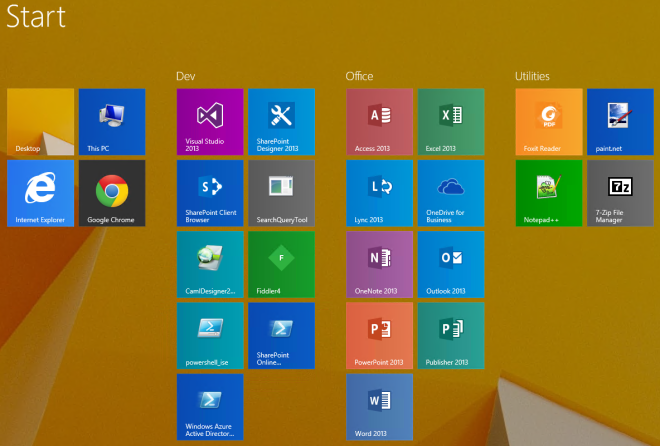 Start
Desktop
This PC
Internet Explorer
Google Chrome
Dev
Visual Studio
2013
SharePoint
Designer 2013
SharePoint Client
Browser
SearchQueryTool
CamlDesigner2...
F
Fiddler4
powershell_ise
SharePoint
Online...
Windows Azure
Active Director...
Office
A
Access 2013
X
Excel 2013
L
Lync 2013
OneDrive for
Business
N
OneNote 2013
O
Outlook 2013
P
PowerPoint 2013
P
Publisher 2013
W
Word 2013
Utilities
PDF
Foxit Reader
paint.net
Notepad++
7z
7-Zip File
Manager